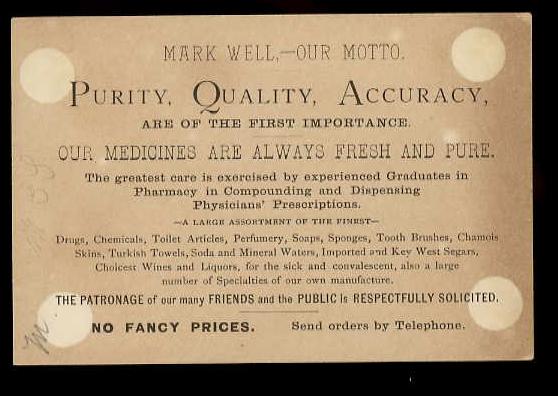 MARK WELL,—OUR MOTTO.
PURITY, QUALITY, ACCURACY,
ARE OF THE FIRST IMPORTANCE.
OUR MEDICINES ARE ALWAYS FRESH AND PURE.
The greatest care is exercised by experienced Graduates in
Pharmacy in Compounding and Dispensing
Physicians' Prescriptions.
—A LARGE ASSORTMENT OF THE FINEST—
Drugs, Chemicals, Toilet Articles, Perfumery, Soaps, Sponges, Tooth Brushes, Chamois
Skins, Turkish Towels, Soda and Mineral Waters, Imported and Key West Segars,
Choicest Wines and Liquors, for the sick and convalescent, also a large
number of Specialties of our own manufacture.
THE PATRONAGE of our many FRIENDS and the PUBLIC is RESPECTFULLY SOLICITED.
NO FANCY PRICES. Send orders by Telephone.